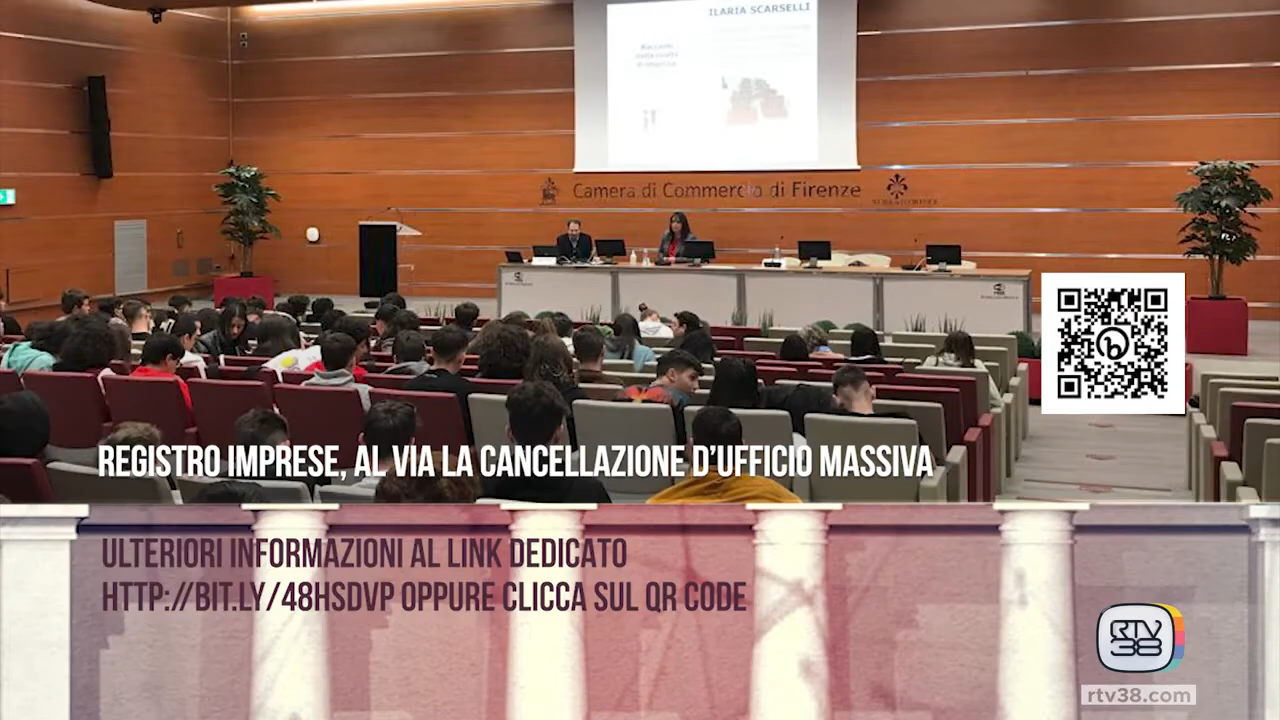 ILARIA SCARSELLI
Camera di Commercio di Firenze
REGISTRO IMPRESE, AL VIA LA CANCELLAZIONE D'UFFICIO MASSIVA
ULTERIORI INFORMAZIONI AL LINK DEDICATO
HTTP://BIT.LY/48HSDVP OPPURE CLICCA SUL QR CODE
RTV
38
rtv38.com